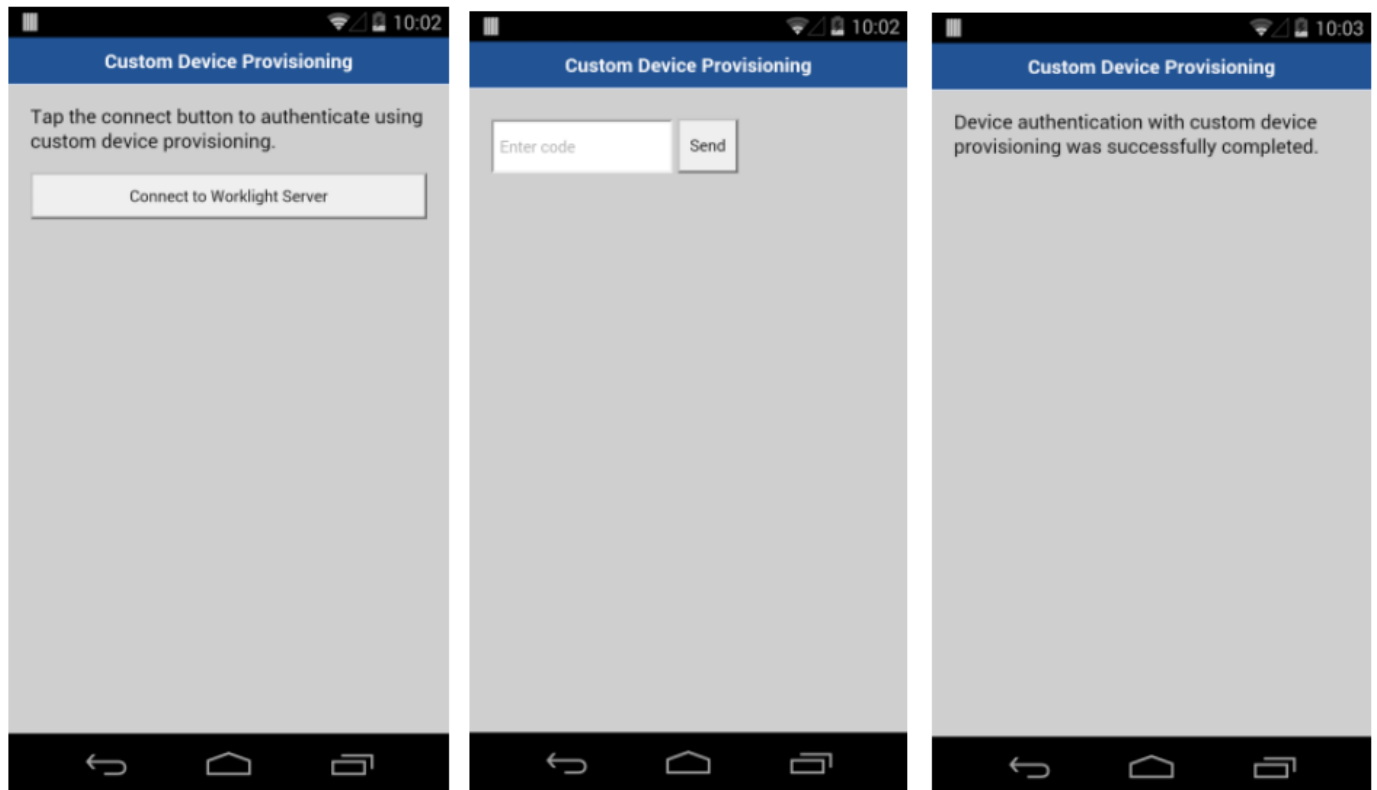 10:02
Custom Device Provisioning
Tap the connect button to authenticate using
custom device provisioning.
Connect to Worklight Server
10:02
Custom Device Provisioning
Enter code
Send
10:03
Custom Device Provisioning
Device authentication with custom device
provisioning was successfully completed.